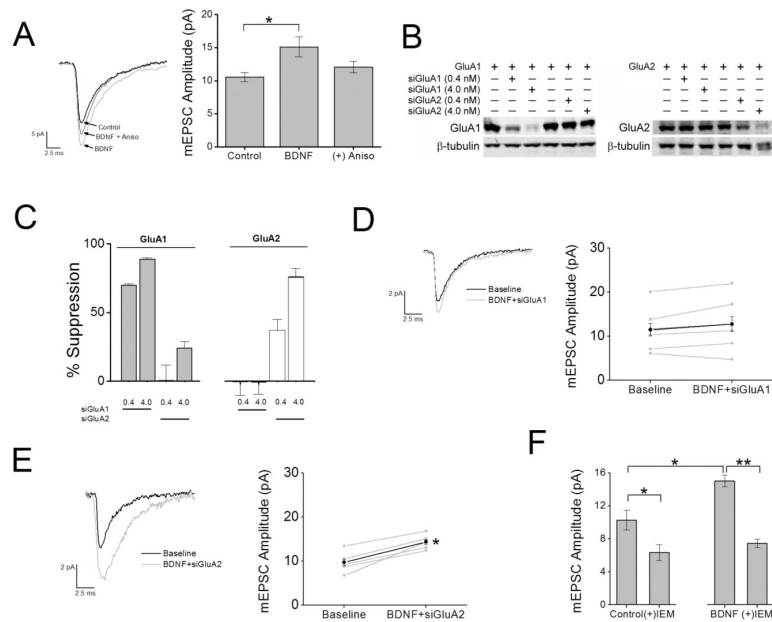 A
Control
BDNF + Aniso
BDNF
5 pA
2.5 ms
mEPSC Amplitude (pA)
20
15
10
5
0
*
Control BDNF (+) Aniso
B
GluA1 + + + + + + +
siGluA1 (0.4 nM) – + – – – – –
siGluA1 (4.0 nM) – – + – – – –
siGluA2 (0.4 nM) – – – – – + –
siGluA2 (4.0 nM) – – – – – – +
GluA1
β-tubulin
GluA2 + + + + + +
– + – – – –
– – + – – –
– – – – + –
– – – – – +
GluA2
β-tubulin
C
GluA1 GluA2
% Suppression
100
50
0
0.4 4.0 0.4 4.0 0.4 4.0 0.4 4.0
siGluA1
siGluA2
D
Baseline
BDNF+siGluA1
2 pA
2.5 ms
mEPSC Amplitude (pA)
30
20
10
0
Baseline BDNF+siGluA1
E
Baseline
BDNF+siGluA2
2 pA
2.5 ms
mEPSC Amplitude (pA)
30
20
10
0
*
Baseline BDNF+siGluA2
F
mEPSC Amplitude (pA)
16
12
8
4
0
* * **
Control(+)IEM BDNF (+)IEM